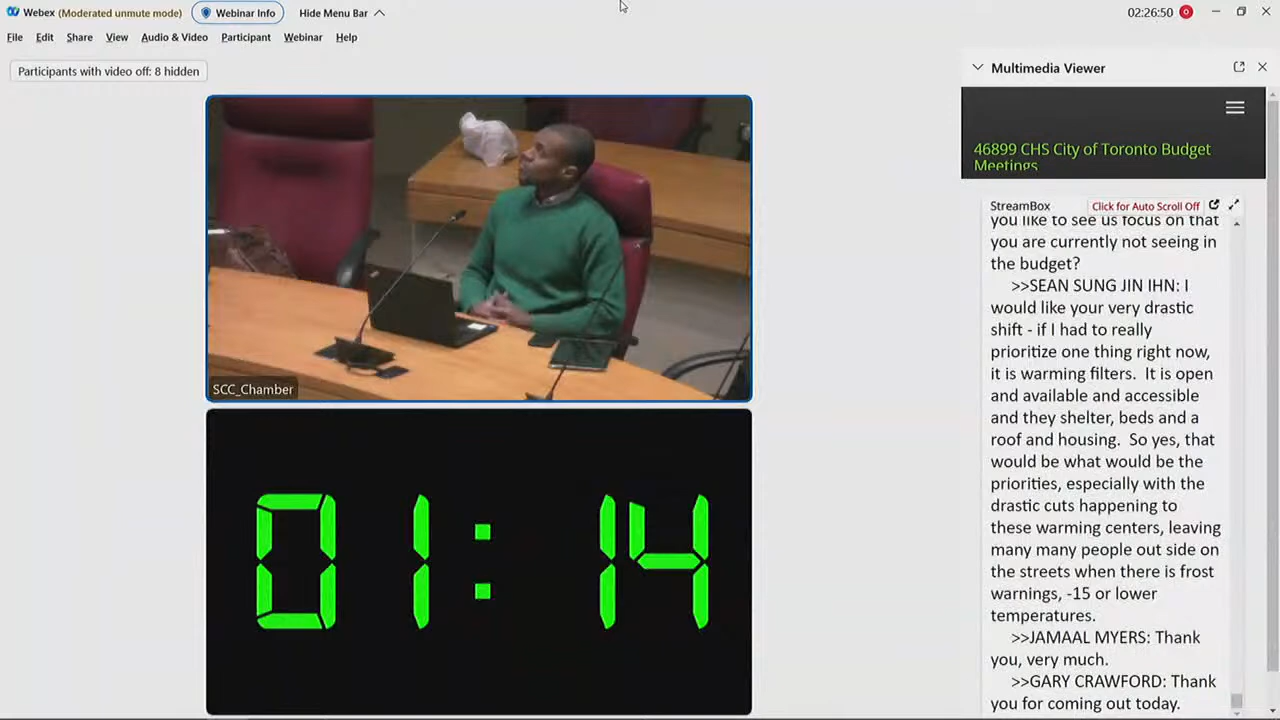 Webex (Moderated unmute mode) Webinar Info Hide Menu Bar 02:26:50
File Edit Share View Audio & Video Participant Webinar Help
Participants with video off: 8 hidden
SCC_Chamber
01:14
Multimedia Viewer
46899 CHS City of Toronto Budget
Meetings
StreamBox Click for Auto Scroll Off
you like to see us focus on that
you are currently not seeing in
the budget?
>>SEAN SUNG JIN IHN: I
would like your very drastic
shift - if I had to really
prioritize one thing right now,
it is warming filters. It is open
and available and accessible
and they shelter, beds and a
roof and housing. So yes, that
would be what would be the
priorities, especially with the
drastic cuts happening to
these warming centers, leaving
many many people out side on
the streets when there is frost
warnings, -15 or lower
temperatures.
>>JAMAAL MYERS: Thank
you, very much.
>>GARY CRAWFORD: Thank
you for coming out today.